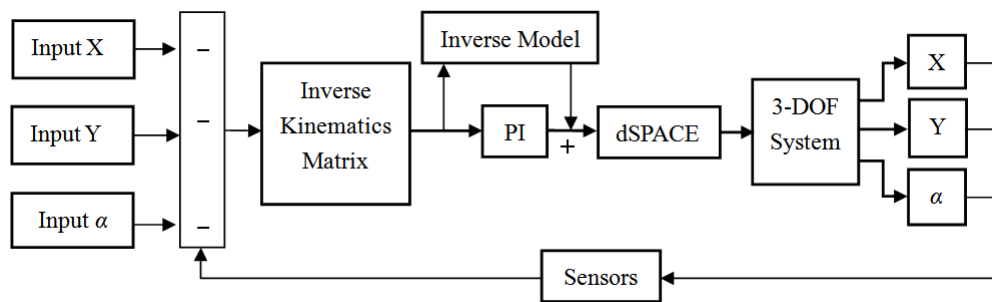 Input X
Input Y
Input α
−
−
−
Inverse
Kinematics
Matrix
Inverse Model
PI
+
dSPACE
3-DOF
System
X
Y
α
Sensors